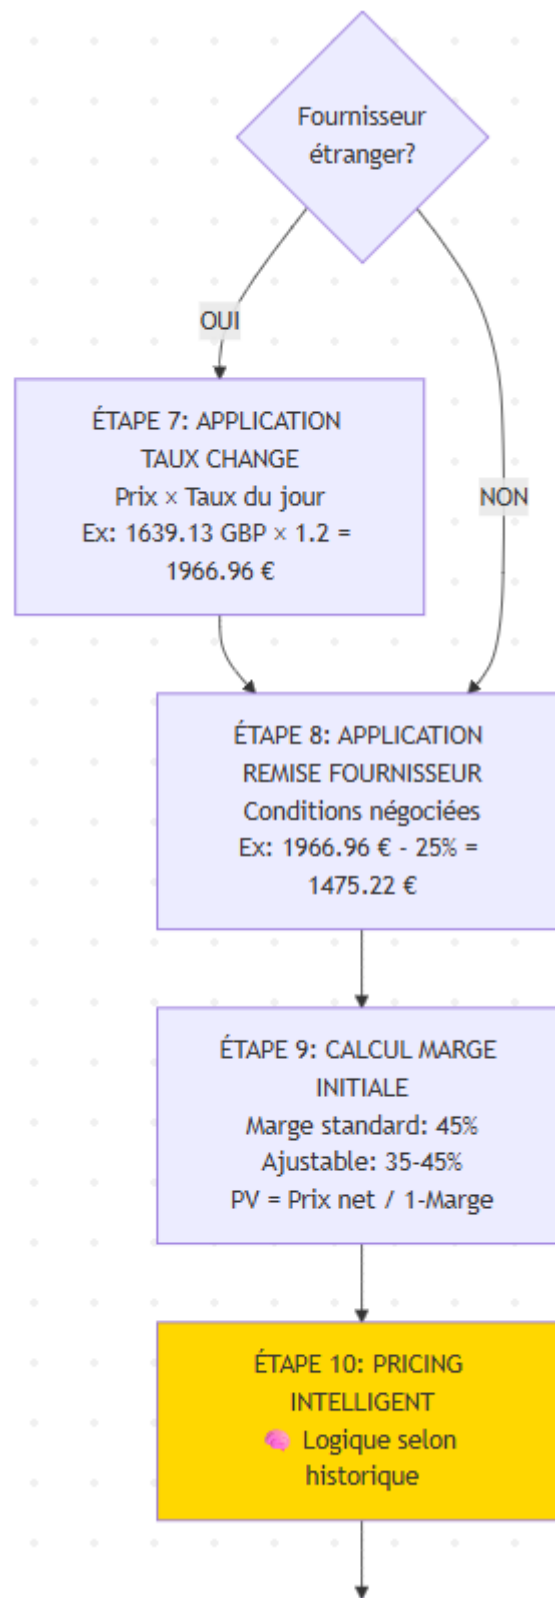 Fournisseur
étranger?
OUI
ÉTAPE 7: APPLICATION
TAUX CHANGE
Prix × Taux du jour
Ex: 1639.13 GBP × 1.2 =
1966.96 €
NON
ÉTAPE 8: APPLICATION
REMISE FOURNISSEUR
Conditions négociées
Ex: 1966.96 € - 25% =
1475.22 €
ÉTAPE 9: CALCUL MARGE
INITIALE
Marge standard: 45%
Ajustable: 35-45%
PV = Prix net / 1-Marge
ÉTAPE 10: PRICING
INTELLIGENT
🧠 Logique selon
historique